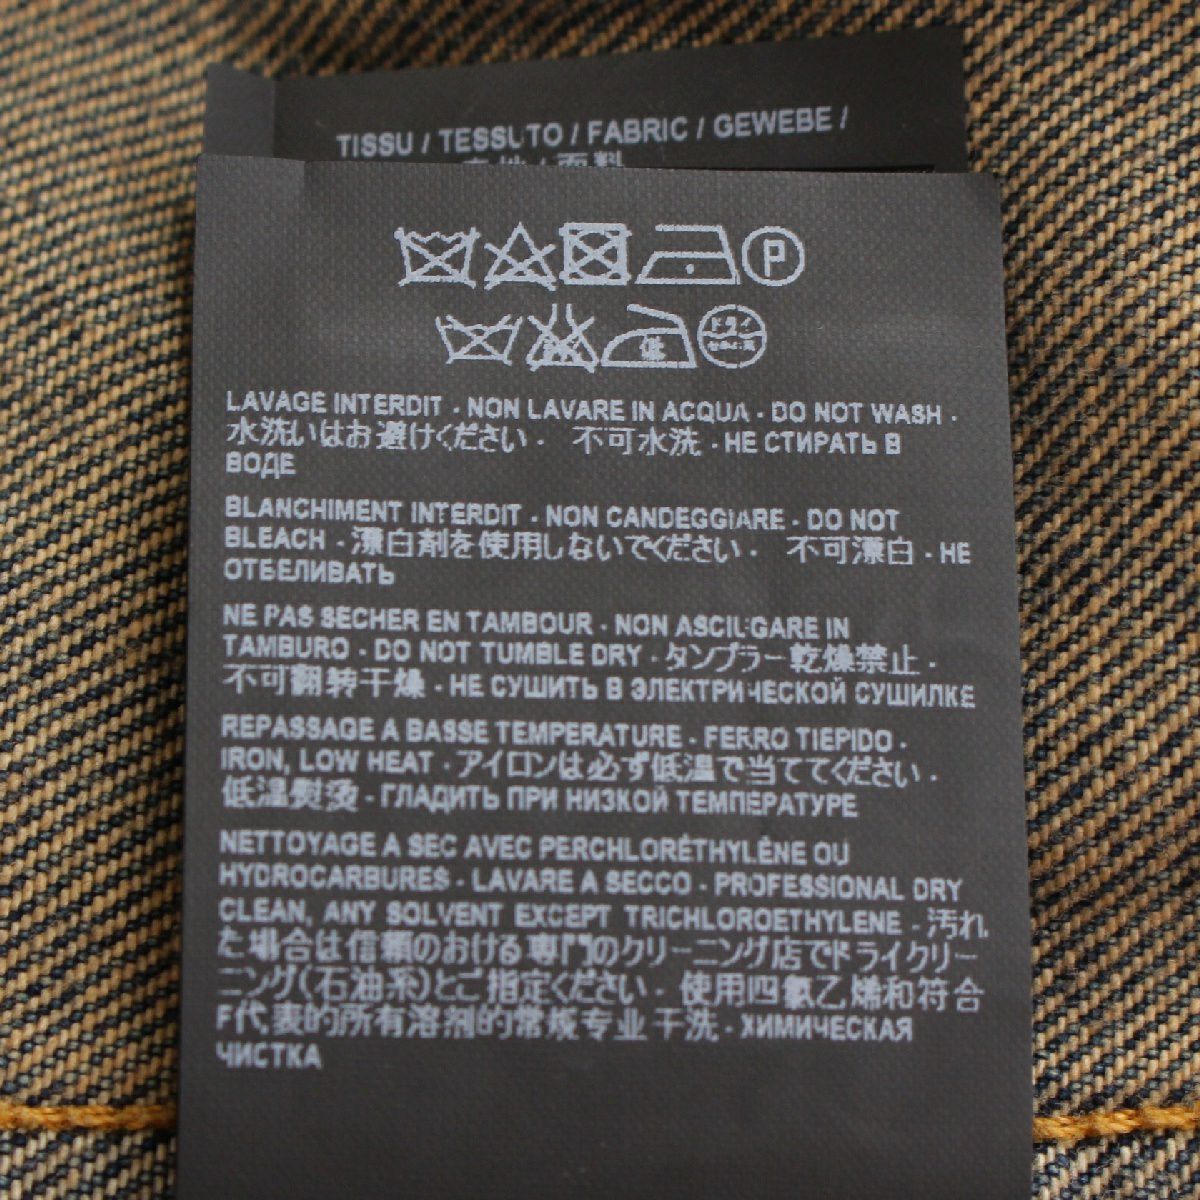 TISSU / TESSUTO / FABRIC / GEWEBE /
P
ドライ
低
LAVAGE INTERDIT - NON LAVARE IN ACQUA - DO NOT WASH -
水洗いはお避けください - 不可水洗 - НЕ СТИРАТЬ В
ВОДЕ
BLANCHIMENT INTERDIT - NON CANDEGGIARE - DO NOT
BLEACH - 漂白剤を使用しないでください - 不可漂白 - НЕ
ОТБЕЛИВАТЬ
NE PAS SECHER EN TAMBOUR - NON ASCIUGARE IN
TAMBURO - DO NOT TUMBLE DRY - タンブラー乾燥禁止 -
不可翻转干燥 - НЕ СУШИТЬ В ЭЛЕКТРИЧЕСКОЙ СУШИЛКЕ
REPASSAGE A BASSE TEMPERATURE - FERRO TIEPIDO -
IRON, LOW HEAT - アイロンは必ず低温で当ててください -
低温熨烫 - ГЛАДИТЬ ПРИ НИЗКОЙ ТЕМПЕРАТУРЕ
NETTOYAGE A SEC AVEC PERCHLORÉTHYLÈNE OU
HYDROCARBURES - LAVARE A SECCO - PROFESSIONAL DRY
CLEAN, ANY SOLVENT EXCEPT TRICHLOROETHYLENE - 汚れ
た場合は信頼のおける専門のクリーニング店でドライクリー
ニング(石油系)とご指定ください - 使用四氯乙烯和符合
F代表的所有溶剂的常规专业干洗 - ХИМИЧЕСКАЯ
ЧИСТКА